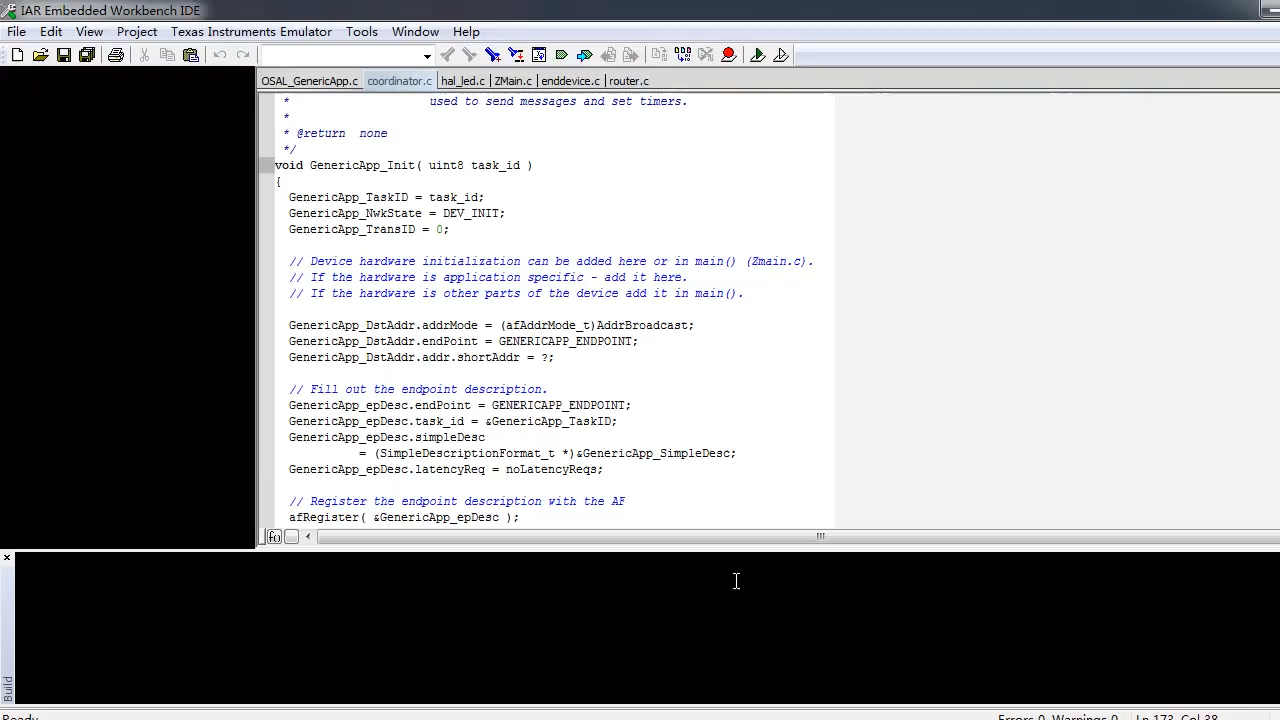 IAR Embedded Workbench IDE
File Edit View Project Texas Instruments Emulator Tools Window Help
OSAL_GenericApp.c coordinator.c hal_led.c ZMain.c enddevice.c router.c
* used to send messages and set timers.
*
* @return none
*/
void GenericApp_Init( uint8 task_id )
{
GenericApp_TaskID = task_id;
GenericApp_NwkState = DEV_INIT;
GenericApp_TransID = 0;
// Device hardware initialization can be added here or in main() (Zmain.c).
// If the hardware is application specific - add it here.
// If the hardware is other parts of the device add it in main().
GenericApp_DstAddr.addrMode = (afAddrMode_t)AddrBroadcast;
GenericApp_DstAddr.endPoint = GENERICAPP_ENDPOINT;
GenericApp_DstAddr.addr.shortAddr = ?;
// Fill out the endpoint description.
GenericApp_epDesc.endPoint = GENERICAPP_ENDPOINT;
GenericApp_epDesc.task_id = &GenericApp_TaskID;
GenericApp_epDesc.simpleDesc
= (SimpleDescriptionFormat_t *)&GenericApp_SimpleDesc;
GenericApp_epDesc.latencyReq = noLatencyReqs;
// Register the endpoint description with the AF
afRegister( &GenericApp_epDesc );
Build
Ready Errors 0, Warnings 0 Ln 173, Col 38